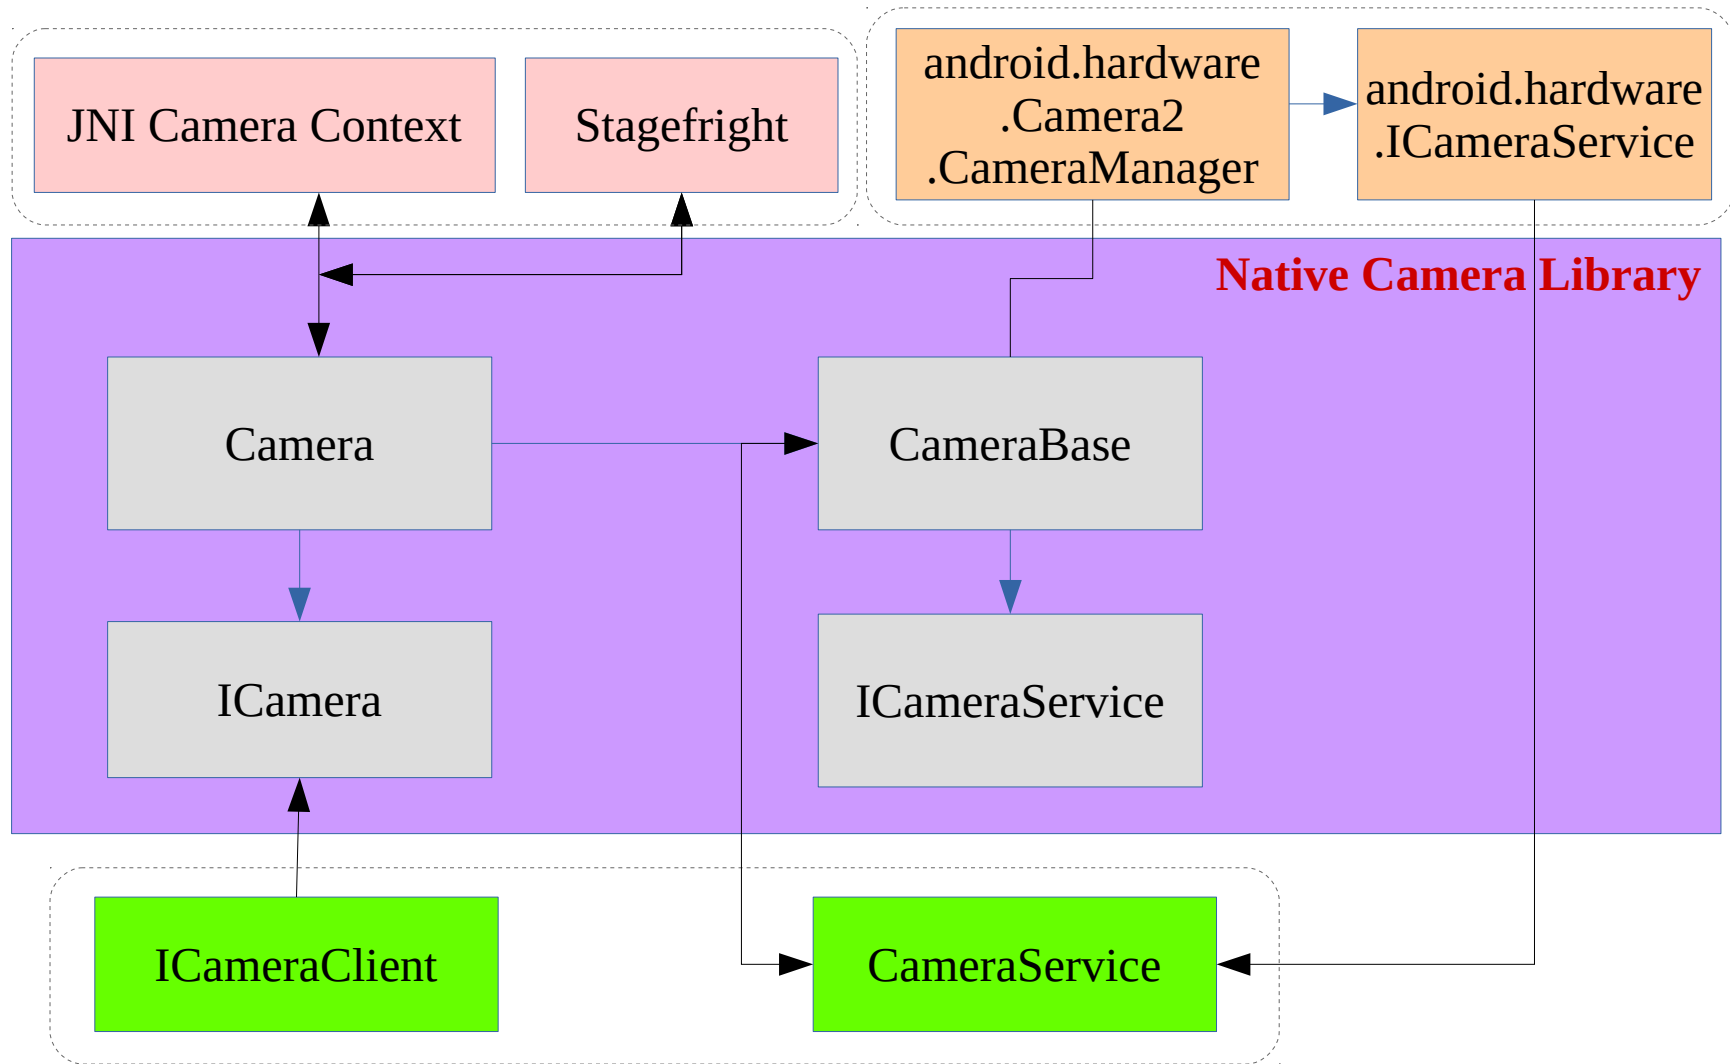 JNI Camera Context
Stagefright
android.hardware
.Camera2
.CameraManager
android.hardware
.ICameraService
Native Camera Library
Camera
CameraBase
ICamera
ICameraService
ICameraClient
CameraService